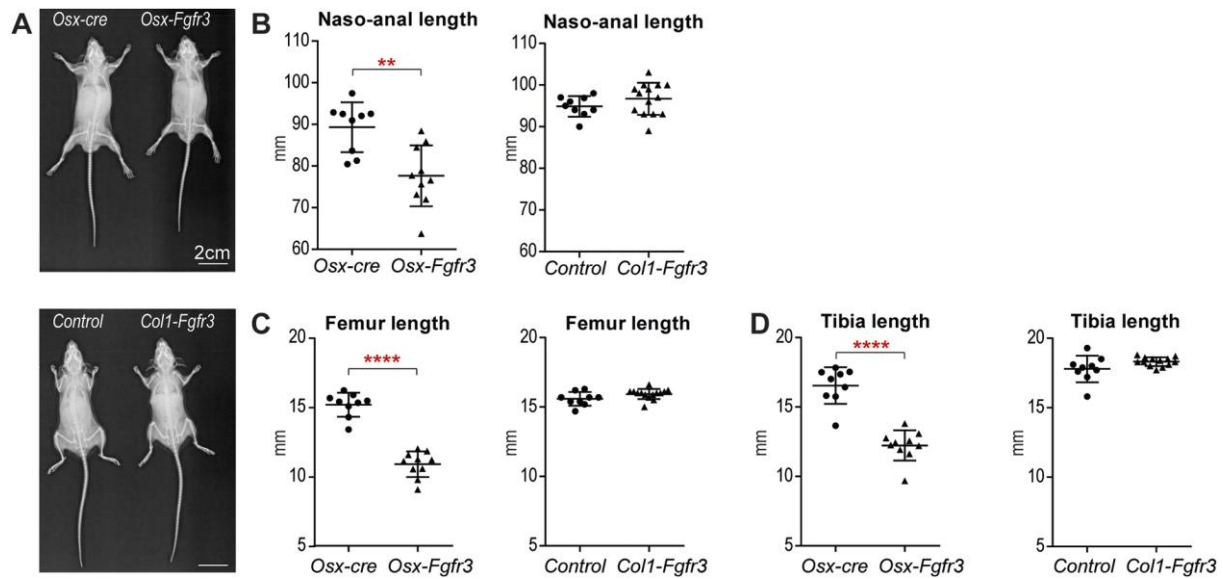 A
Osx-cre Osx-Fgfr3
2cm
B
Naso-anal length
110
100
90
80
70
60
mm
**
Osx-cre Osx-Fgfr3
Naso-anal length
110
100
90
80
70
60
mm
Control Col1-Fgfr3
Control Col1-Fgfr3
C
Femur length
20
15
10
5
mm
****
Osx-cre Osx-Fgfr3
Femur length
20
15
10
5
mm
Control Col1-Fgfr3
D
Tibia length
20
15
10
5
mm
****
Osx-cre Osx-Fgfr3
Tibia length
20
15
10
5
mm
Control Col1-Fgfr3